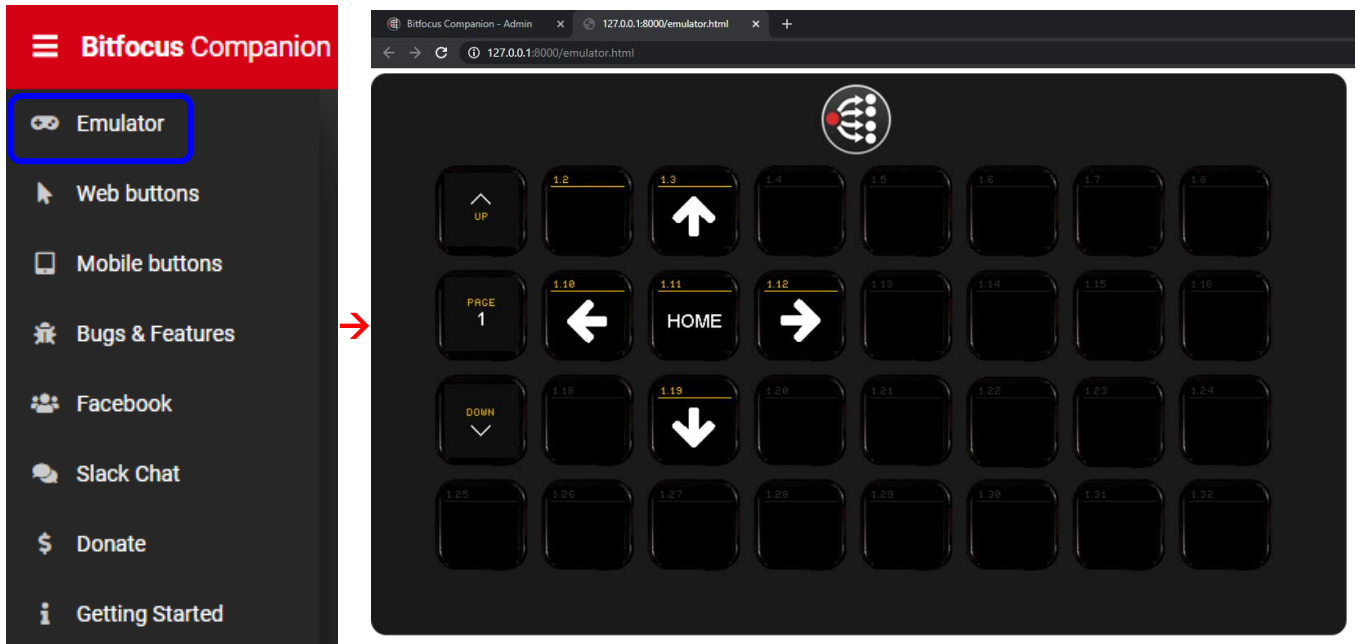 Bitfocus Companion
Emulator
Web buttons
Mobile buttons
Bugs & Features
Facebook
Slack Chat
Donate
Getting Started
Bitfocus Companion - Admin
127.0.0.1:8000/emulator.html
127.0.0.1:8000/emulator.html
UP
1.2
1.3
1.4
1.5
1.6
1.7
1.8
PAGE
1
1.10
1.11
HOME
1.12
1.13
1.14
1.15
1.16
DOWN
1.18
1.19
1.20
1.21
1.22
1.23
1.24
1.25
1.26
1.27
1.28
1.29
1.30
1.31
1.32